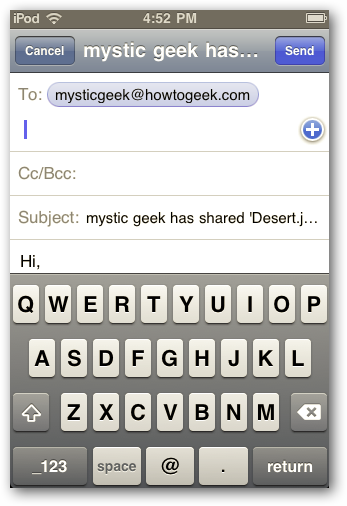 iPod 4:52 PM
Cancel mystic geek has... Send
To: mysticgeek@howtogeek.com
Cc/Bcc:
Subject: mystic geek has shared 'Desert.j...
Hi,
Q W E R T Y U I O P
A S D F G H J K L
Z X C V B N M
_123 space @ . return